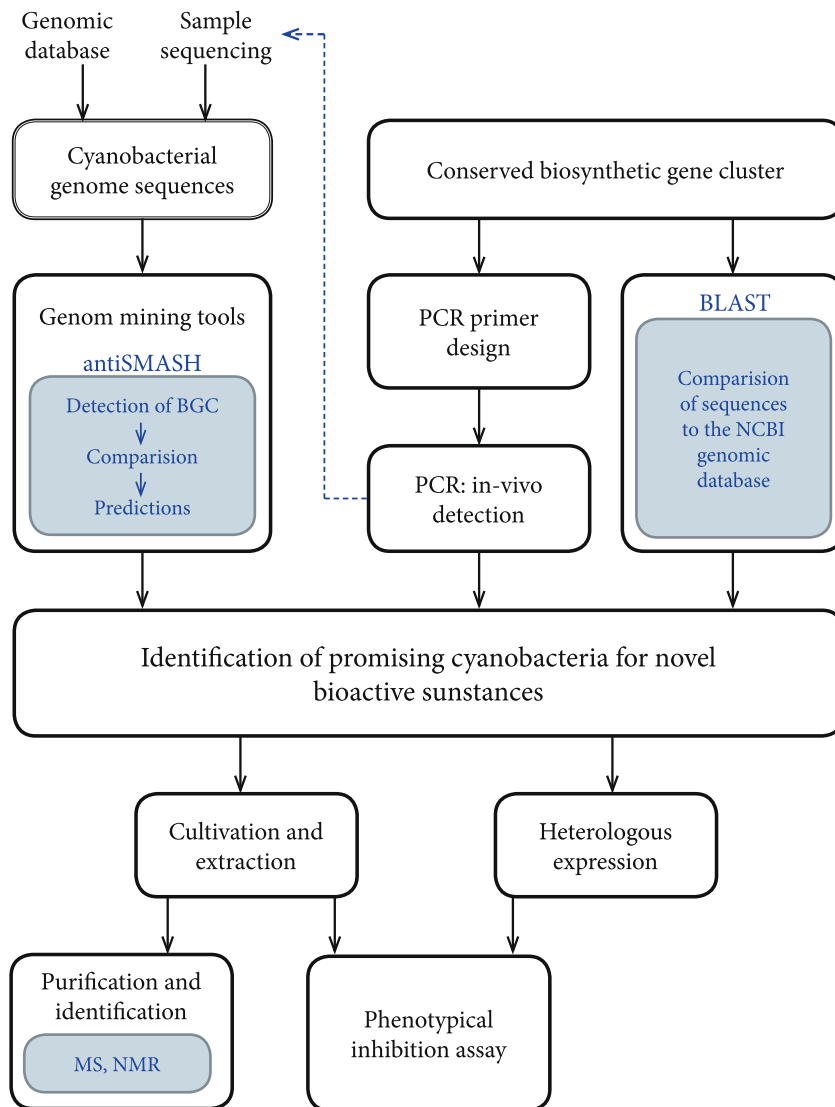 Genomic
database
Sample
sequencing
Cyanobacterial
genome sequences
Conserved biosynthetic gene cluster
Genom mining tools
antiSMASH
Detection of BGC
Comparision
Predictions
PCR primer
design
PCR: in-vivo
detection
BLAST
Comparision
of sequences
to the NCBI
genomic
database
Identification of promising cyanobacteria for novel
bioactive sunstances
Cultivation and
extraction
Heterologous
expression
Purification and
identification
MS, NMR
Phenotypical
inhibition assay